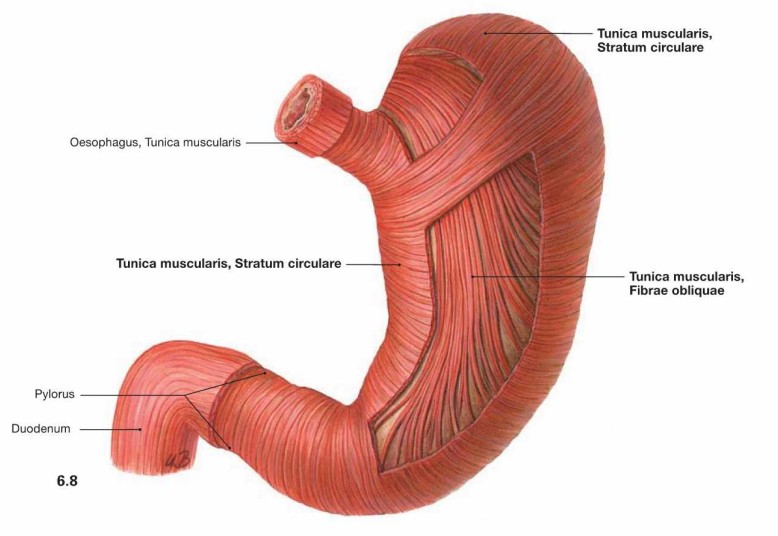 Tunica muscularis,
Stratum circulare
Oesophagus, Tunica muscularis
Tunica muscularis, Stratum circulare
Tunica muscularis,
Fibrae obliquae
Pylorus
Duodenum
6.8